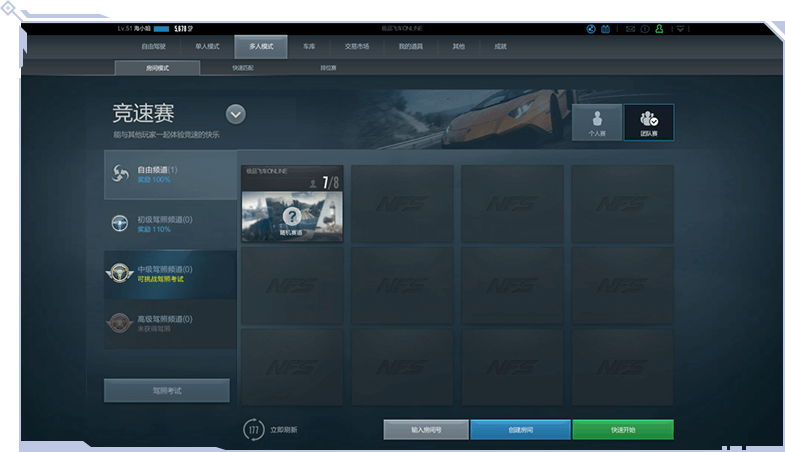 Lv.51 海小姐 5,678 SP
极品飞车ONLINE
自由驾驶 单人模式 多人模式 车库 交易市场 我的道具 其他 成就
房间模式 快速匹配 排位赛
竞速赛
能与其他玩家一起体验竞速的快乐
个人赛 团队赛
自由频道(1)
奖励 100%
初级驾照频道(0)
奖励 110%
中级驾照频道(0)
可挑战驾照考试
高级驾照频道(0)
未获得驾照
驾照考试
极品飞车ONLINE
7/8
?
随机赛道
NFS NFS NFS
NFS NFS NFS NFS
NFS NFS NFS NFS
177 立即刷新
输入房间号 创建房间 快速开始